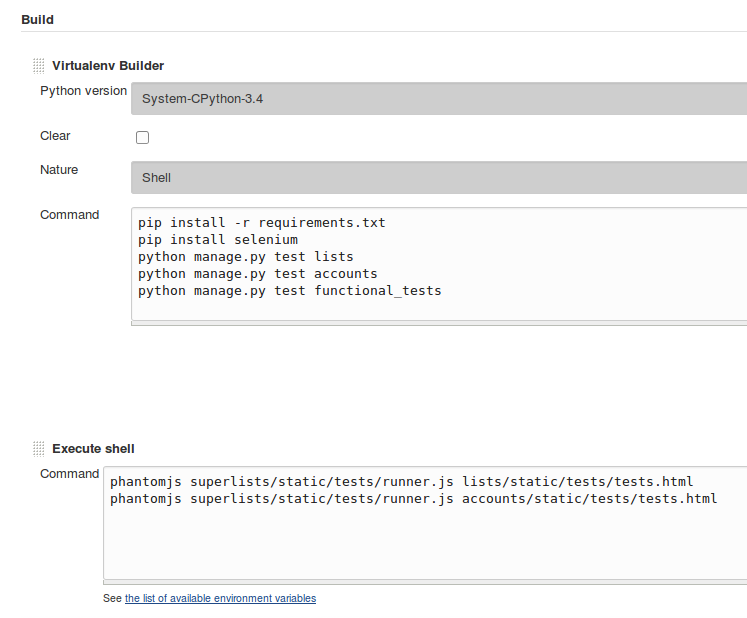 Build
Virtualenv Builder
Python version System-CPython-3.4
Clear
Nature Shell
Command
pip install -r requirements.txt
pip install selenium
python manage.py test lists
python manage.py test accounts
python manage.py test functional_tests
Execute shell
Command
phantomjs superlists/static/tests/runner.js lists/static/tests/tests.html
phantomjs superlists/static/tests/runner.js accounts/static/tests/tests.html
See the list of available environment variables